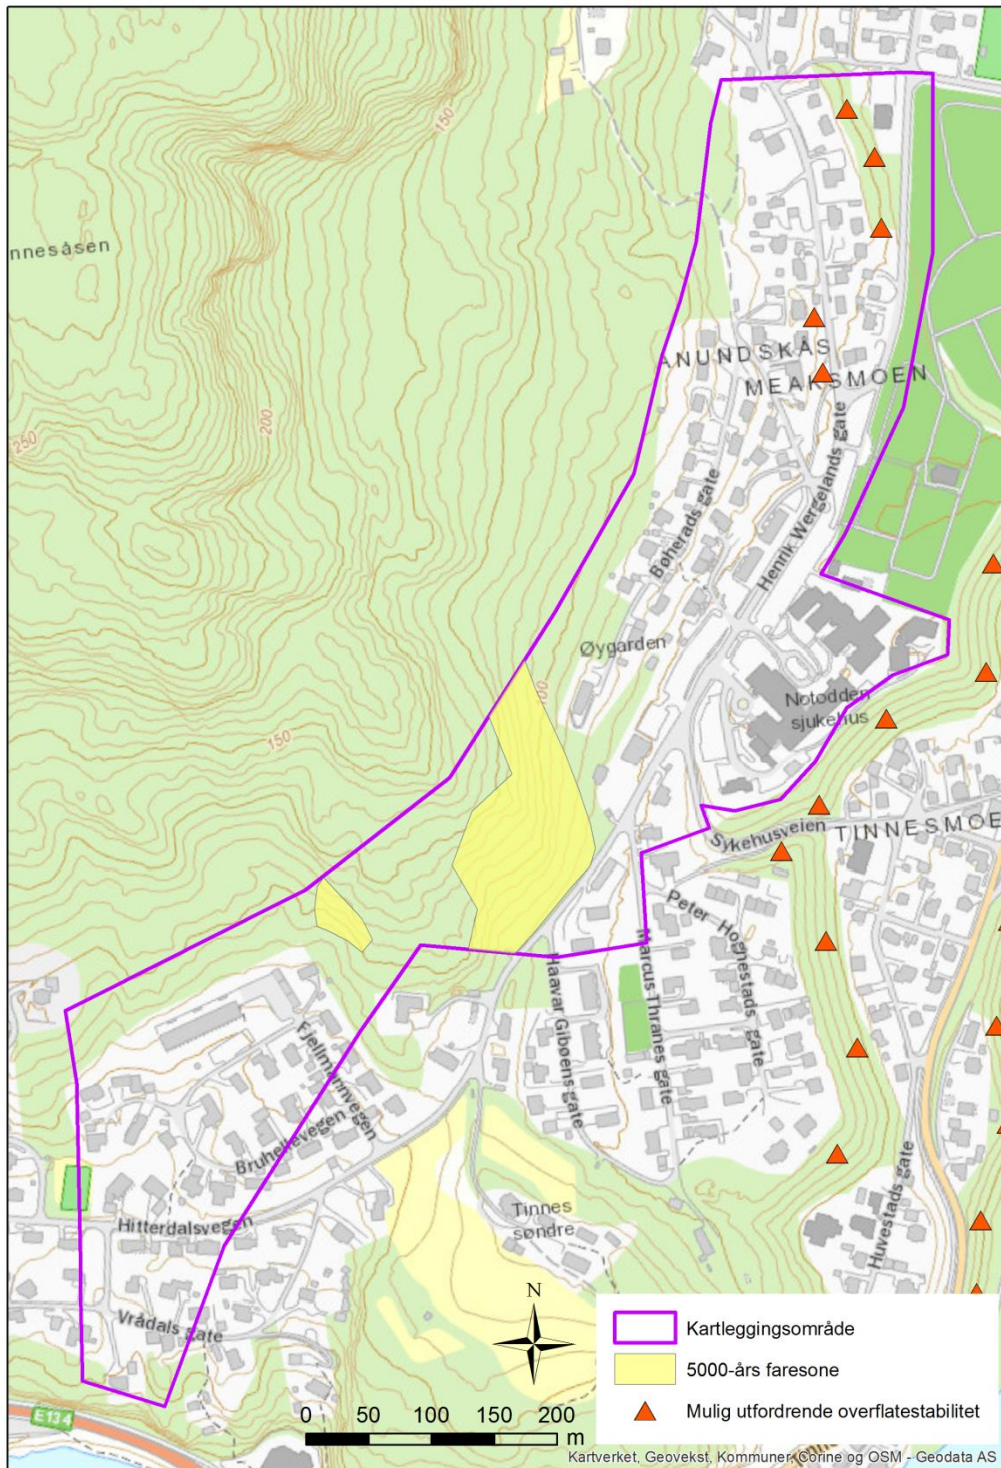 150
nnesåsen
ANUNDSKÅS
MEAKSMOEN
200
250
Henrik Wergelands gate
Bøherads gate
Øygarden
Notodden
sjukehus
150
Sykehusveien
TINNESMOE
Peter Hognestads gate
Marcus Thranes gate
Haavar Gibøens gate
Fjellmannvegen
Bruhellevegen
Hitterdalsvegen
Tinnes
søndre
Huvestads gate
Vrådals gate
E134
N
0 50 100 150 200
m
Kartleggingsområde
5000-års faresone
Mulig utfordrende overflatestabilitet
Kartverket, Geovekst, Kommuner, Corine og OSM - Geodata AS